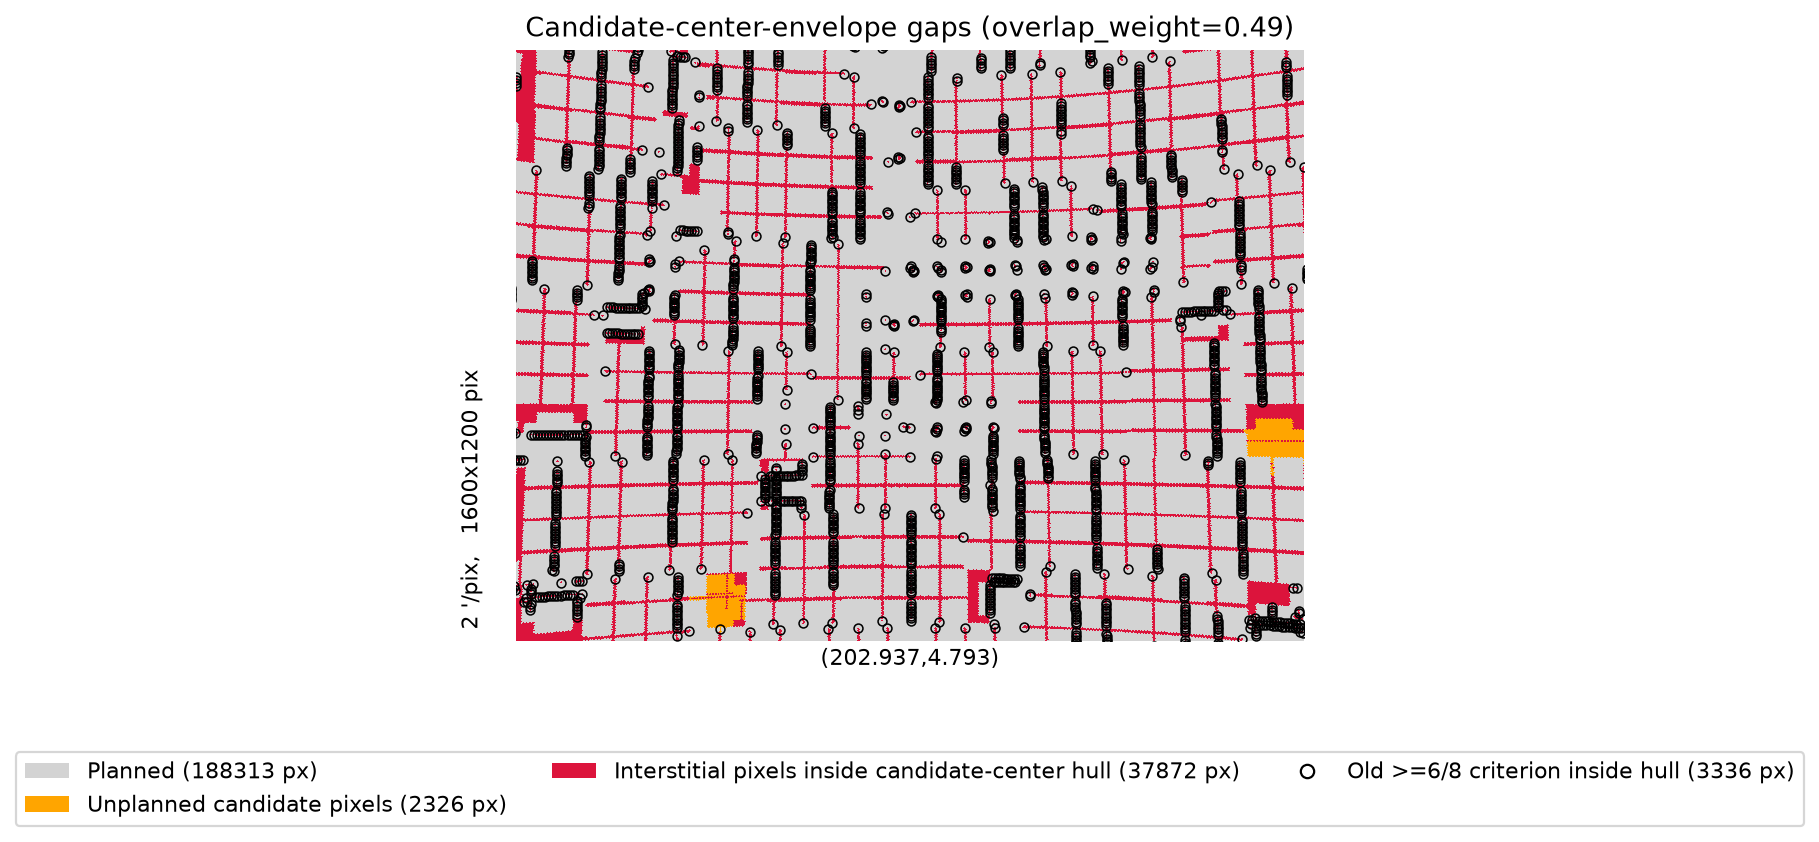 Candidate-center-envelope gaps (overlap_weight=0.49)
2 '/pix,   1600x1200 pix
(202.937,4.793)
Planned (188313 px)
Unplanned candidate pixels (2326 px)
Interstitial pixels inside candidate-center hull (37872 px)
Old >=6/8 criterion inside hull (3336 px)